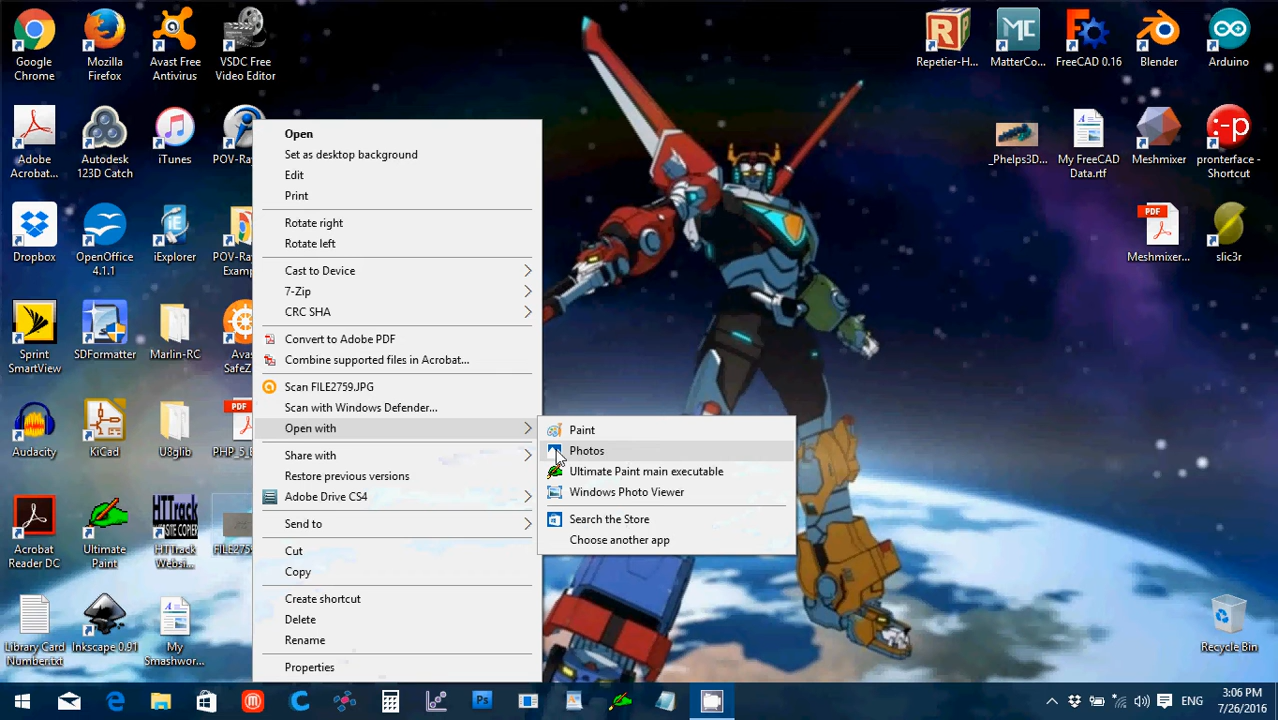 Google
Chrome
Mozilla
Firefox
Avast Free
Antivirus
VSDC Free
Video Editor
Repetier-H...
MatterCo...
FreeCAD 0.16
Blender
Arduino
Adobe
Acrobat...
Autodesk
123D Catch
iTunes
POV-Ra
_Phelps3D...
My FreeCAD
Data.rtf
Meshmixer
pronterface -
Shortcut
Dropbox
OpenOffice
4.1.1
iExplorer
POV-Ra
Examp
Meshmixer...
slic3r
Sprint
SmartView
SDFormatter
Marlin-RC
Avas
SafeZ
Audacity
KiCad
U8glib
PHP_5_E
Acrobat
Reader DC
Ultimate
Paint
HTTrack
Websi...
FILE2759
Library Card
Number.txt
Inkscape 0.91
My
Smashwor...
Recycle Bin
Open
Set as desktop background
Edit
Print
Rotate right
Rotate left
Cast to Device
7-Zip
CRC SHA
Convert to Adobe PDF
Combine supported files in Acrobat...
Scan FILE2759.JPG
Scan with Windows Defender...
Open with
Share with
Restore previous versions
Adobe Drive CS4
Send to
Cut
Copy
Create shortcut
Delete
Rename
Properties
Paint
Photos
Ultimate Paint main executable
Windows Photo Viewer
Search the Store
Choose another app
ENG
3:06 PM
7/26/2016